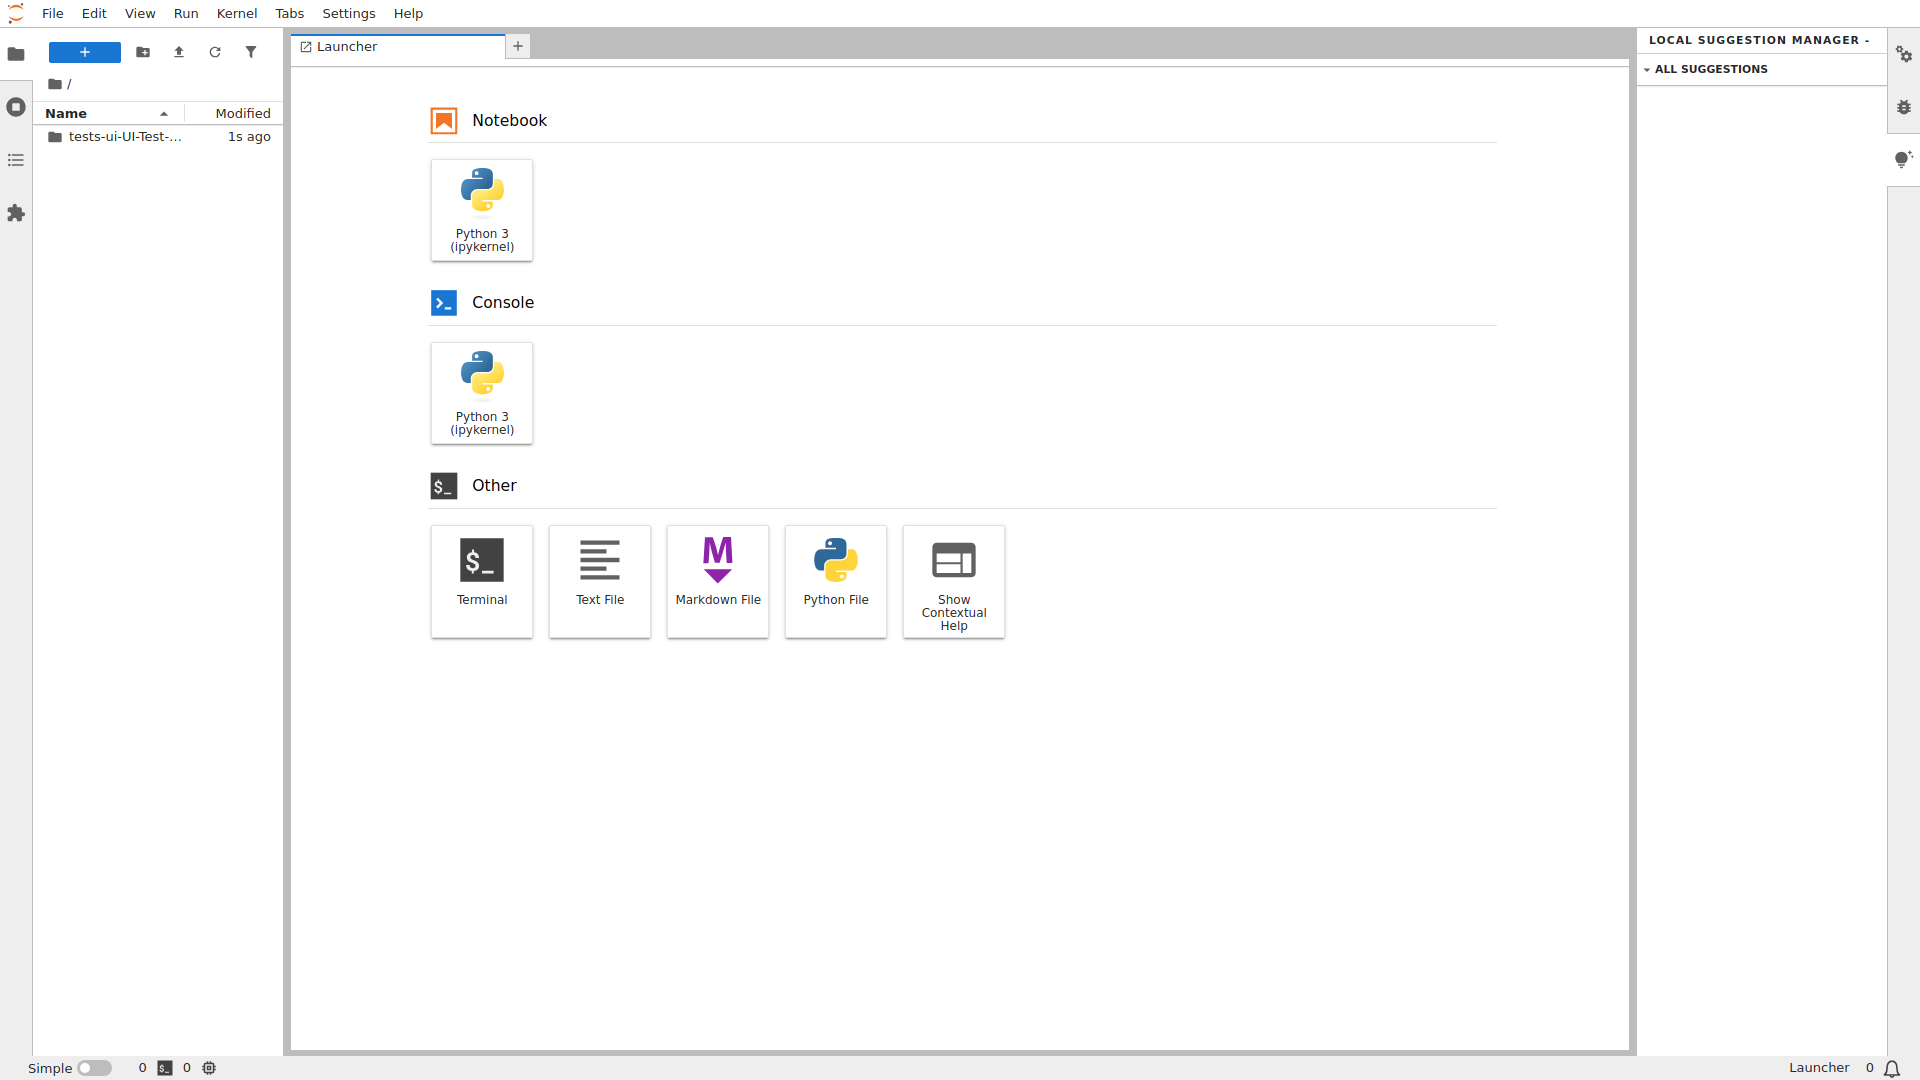 File Edit View Run Kernel Tabs Settings Help
+
/
Name Modified
tests-ui-UI-Test-... 1s ago
Launcher +
Notebook
Python 3
(ipykernel)
Console
Python 3
(ipykernel)
$_ Other
$_ M
Terminal Text File Markdown File Python File Show
Contextual
Help
LOCAL SUGGESTION MANAGER -
ALL SUGGESTIONS
Simple 0 $_ 0 Launcher 0